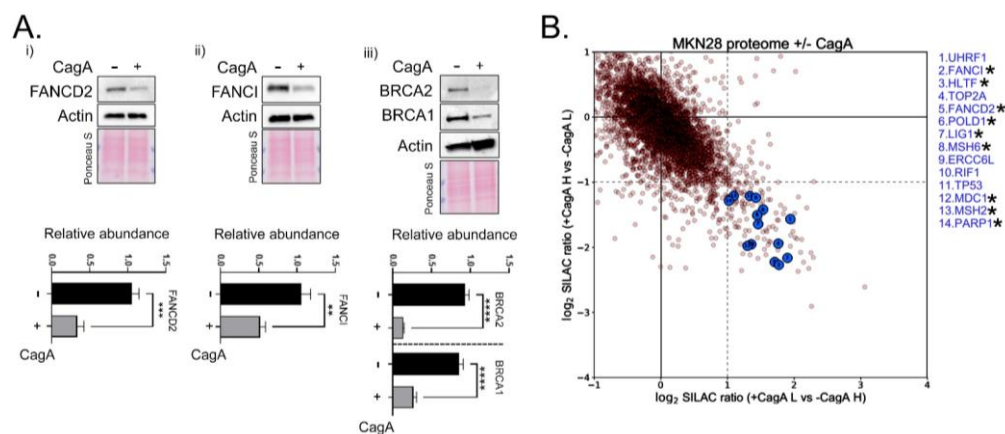 A.
i)
CagA - +
FANCD2
Actin
Ponceau S
ii)
CagA - +
FANCI
Actin
Ponceau S
iii)
CagA - +
BRCA2
BRCA1
Actin
Ponceau S
Relative abundance
0.0 0.5 1.0 1.5
-
+
***
FANCD2
CagA
Relative abundance
0.0 0.5 1.0 1.5
-
+
**
FANCI
CagA
Relative abundance
0.0 0.5 1.0 1.5
-
+
****
BRCA2
-
+
****
BRCA1
CagA
B.
MKN28 proteome +/- CagA
log2 SILAC ratio (+CagA H vs -CagA L)
1
0
−1
−2
−3
−4
−1 0 1 2 3 4
log2 SILAC ratio (+CagA L vs -CagA H)
1.UHRF1
2.FANCI*
3.HLTF*
4.TOP2A
5.FANCD2*
6.POLD1*
7.LIG1*
8.MSH6*
9.ERCC6L
10.RIF1
11.TP53
12.MDC1*
13.MSH2*
14.PARP1*